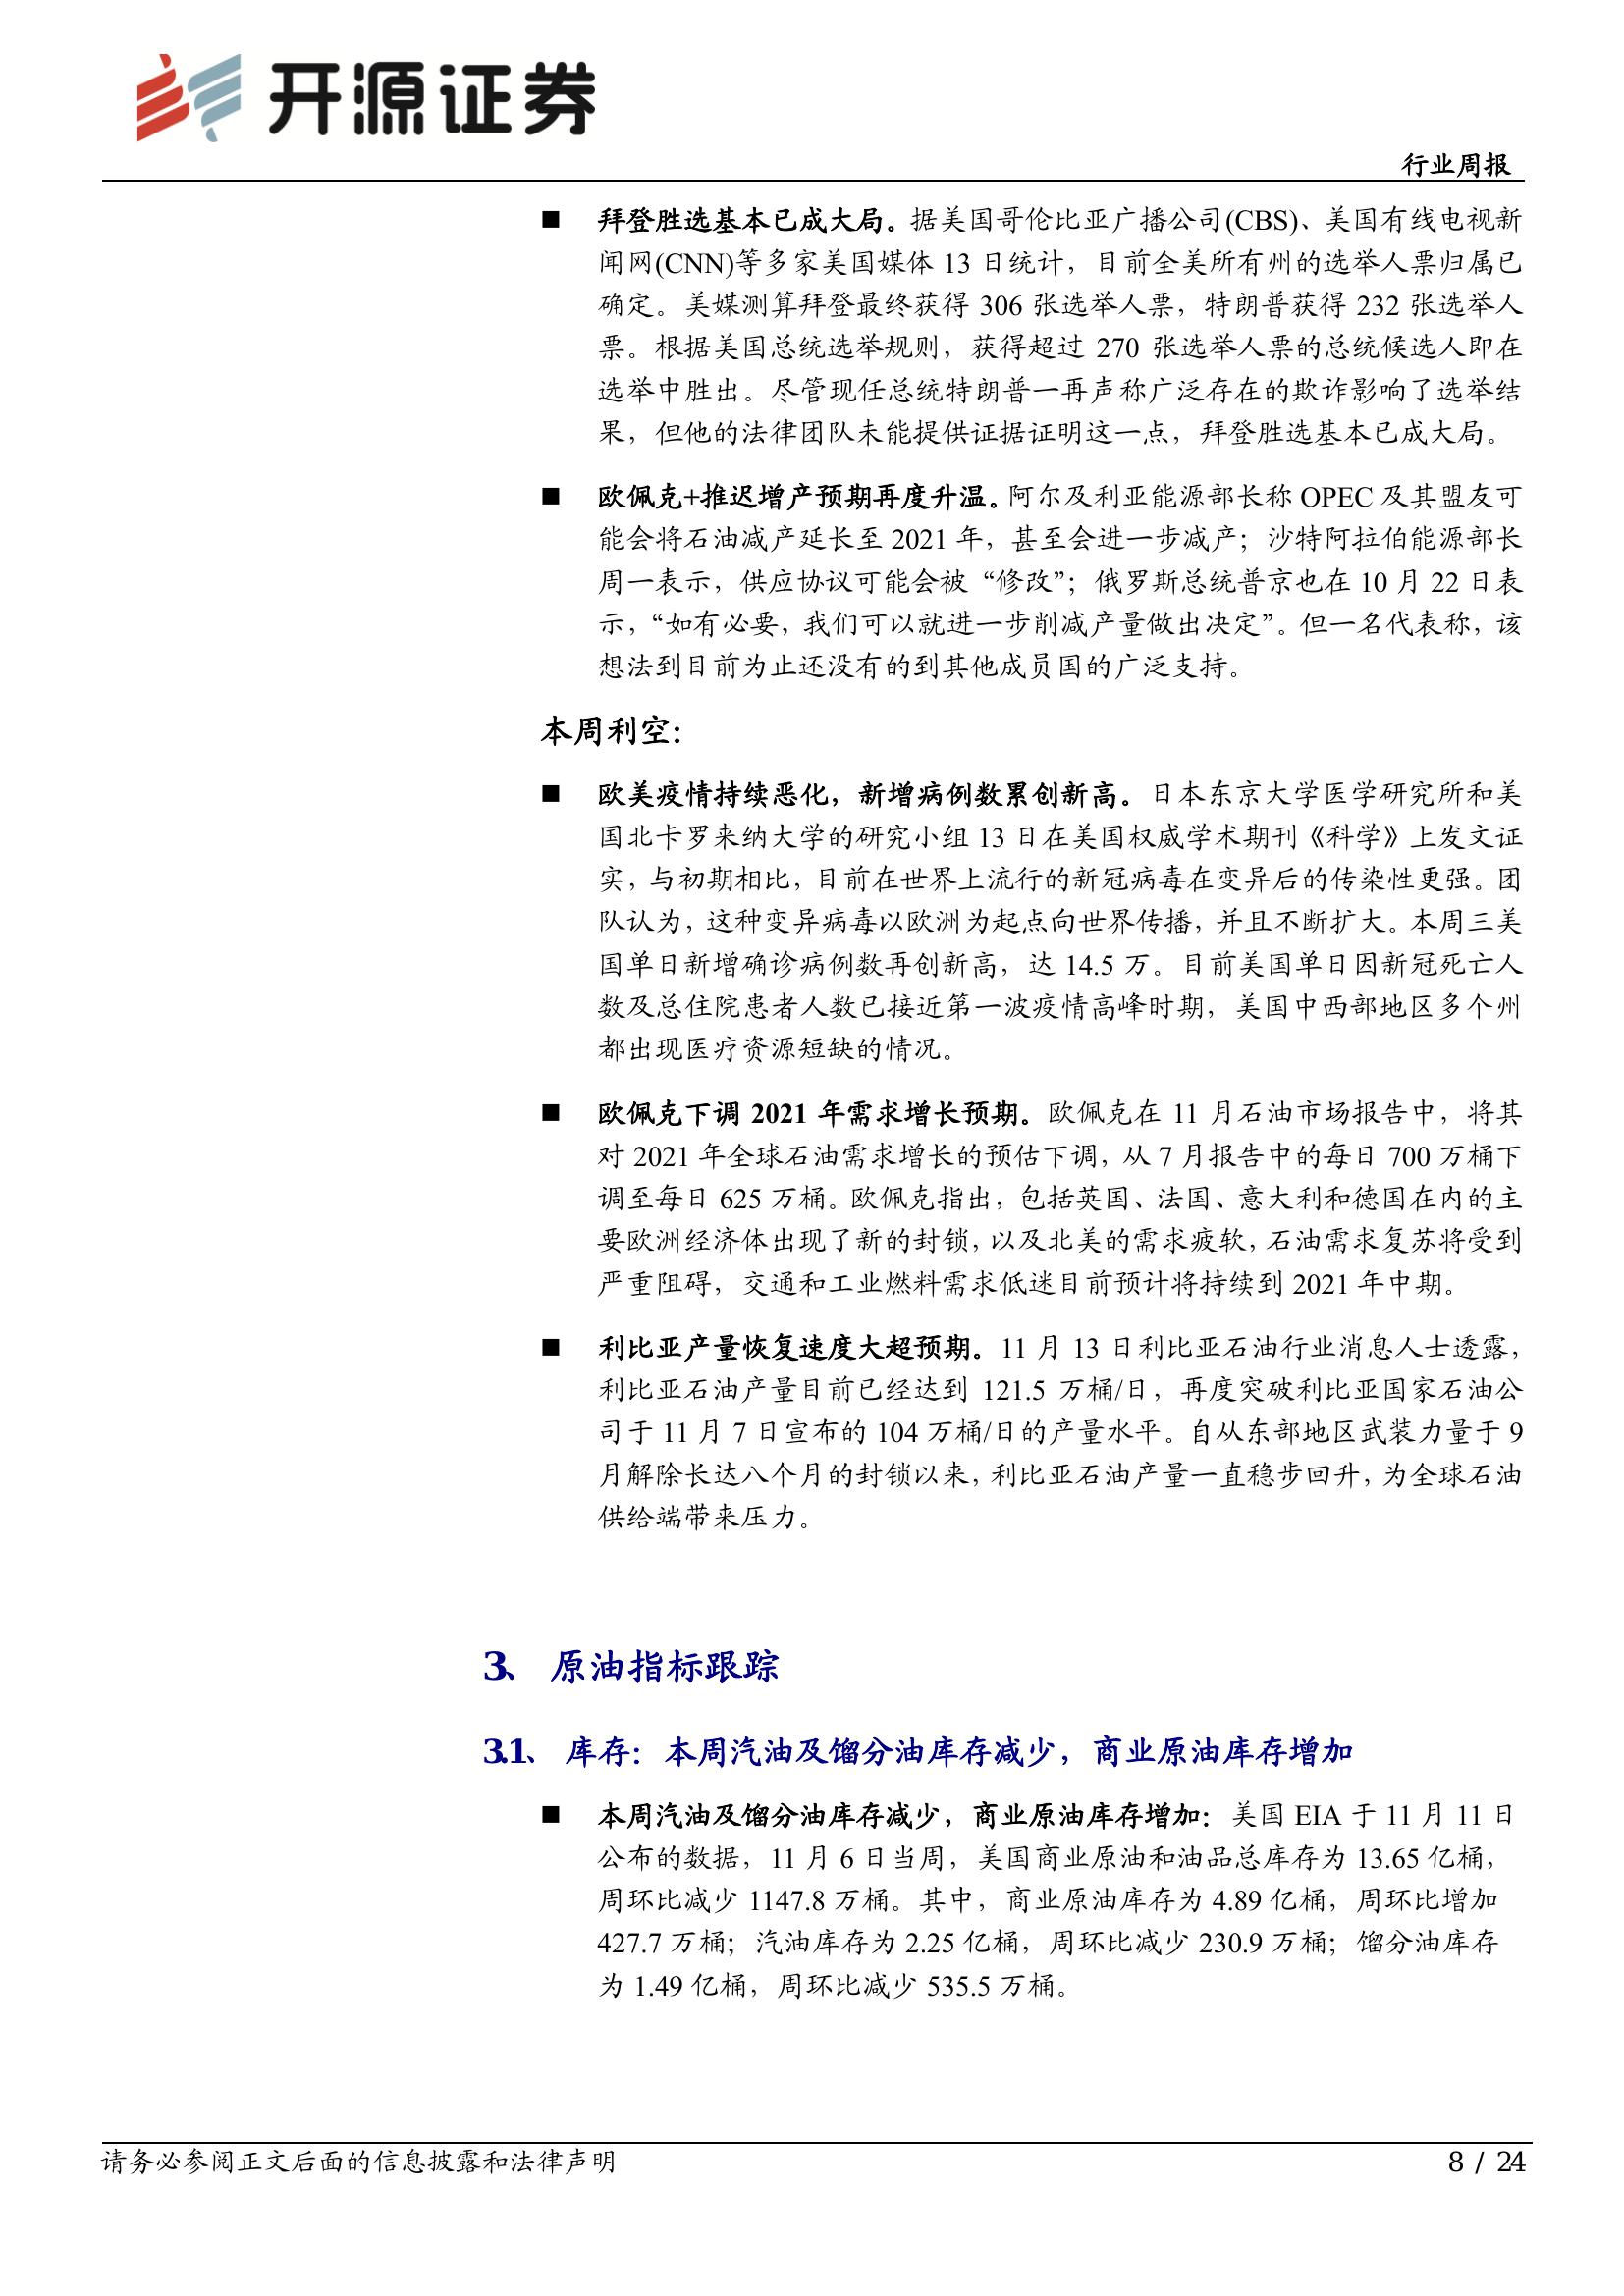 开源证券
行业周报
■ 拜登胜选基本已成大局。据美国哥伦比亚广播公司(CBS)、美国有线电视新
闻网(CNN)等多家美国媒体 13 日统计，目前全美所有州的选举人票归属已
确定。美媒测算拜登最终获得 306 张选举人票，特朗普获得 232 张选举人
票。根据美国总统选举规则，获得超过 270 张选举人票的总统候选人即在
选举中胜出。尽管现任总统特朗普一再声称广泛存在的欺诈影响了选举结
果，但他的法律团队未能提供证据证明这一点，拜登胜选基本已成大局。
■ 欧佩克+推迟增产预期再度升温。阿尔及利亚能源部长称 OPEC 及其盟友可
能会将石油减产延长至 2021 年，甚至会进一步减产；沙特阿拉伯能源部长
周一表示，供应协议可能会被“修改”；俄罗斯总统普京也在 10 月 22 日表
示，“如有必要，我们可以就进一步削减产量做出决定”。但一名代表称，该
想法到目前为止还没有的到其他成员国的广泛支持。
本周利空：
■ 欧美疫情持续恶化，新增病例数累创新高。日本东京大学医学研究所和美
国北卡罗来纳大学的研究小组 13 日在美国权威学术期刊《科学》上发文证
实，与初期相比，目前在世界上流行的新冠病毒在变异后的传染性更强。团
队认为，这种变异病毒以欧洲为起点向世界传播，并且不断扩大。本周三美
国单日新增确诊病例数再创新高，达 14.5 万。目前美国单日因新冠死亡人
数及总住院患者人数已接近第一波疫情高峰时期，美国中西部地区多个州
都出现医疗资源短缺的情况。
■ 欧佩克下调 2021 年需求增长预期。欧佩克在 11 月石油市场报告中，将其
对 2021 年全球石油需求增长的预估下调，从 7 月报告中的每日 700 万桶下
调至每日 625 万桶。欧佩克指出，包括英国、法国、意大利和德国在内的主
要欧洲经济体出现了新的封锁，以及北美的需求疲软，石油需求复苏将受到
严重阻碍，交通和工业燃料需求低迷目前预计将持续到 2021 年中期。
■ 利比亚产量恢复速度大超预期。11 月 13 日利比亚石油行业消息人士透露，
利比亚石油产量目前已经达到 121.5 万桶/日，再度突破利比亚国家石油公
司于 11 月 7 日宣布的 104 万桶/日的产量水平。自从东部地区武装力量于 9
月解除长达八个月的封锁以来，利比亚石油产量一直稳步回升，为全球石油
供给端带来压力。
3、 原油指标跟踪
3.1、 库存：本周汽油及馏分油库存减少，商业原油库存增加
■ 本周汽油及馏分油库存减少，商业原油库存增加：美国 EIA 于 11 月 11 日
公布的数据，11 月 6 日当周，美国商业原油和油品总库存为 13.65 亿桶，
周环比减少 1147.8 万桶。其中，商业原油库存为 4.89 亿桶，周环比增加
427.7 万桶；汽油库存为 2.25 亿桶，周环比减少 230.9 万桶；馏分油库存
为 1.49 亿桶，周环比减少 535.5 万桶。
请务必参阅正文后面的信息披露和法律声明
8 / 24